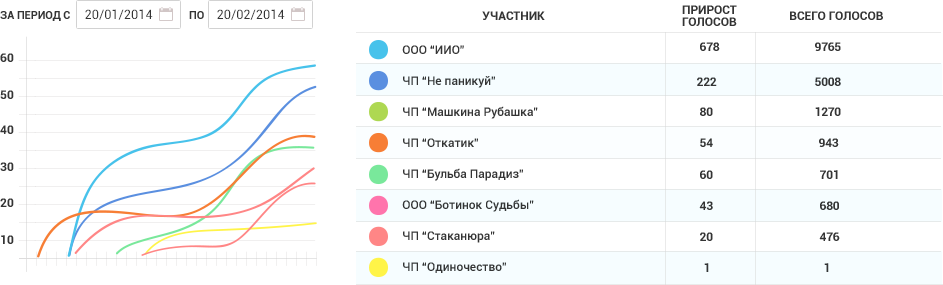 ЗА ПЕРИОД С 20/01/2014 ПО 20/02/2014
60
50
40
30
20
10
УЧАСТНИК ПРИРОСТ ГОЛОСОВ ВСЕГО ГОЛОСОВ
ООО “ИИО” 678 9765
ЧП “Не паникуй” 222 5008
ЧП “Машкина Рубашка” 80 1270
ЧП “Откатик” 54 943
ЧП “Бульба Парадиз” 60 701
ООО “Ботинок Судьбы” 43 680
ЧП “Стаканюра” 20 476
ЧП “Одиночество” 1 1